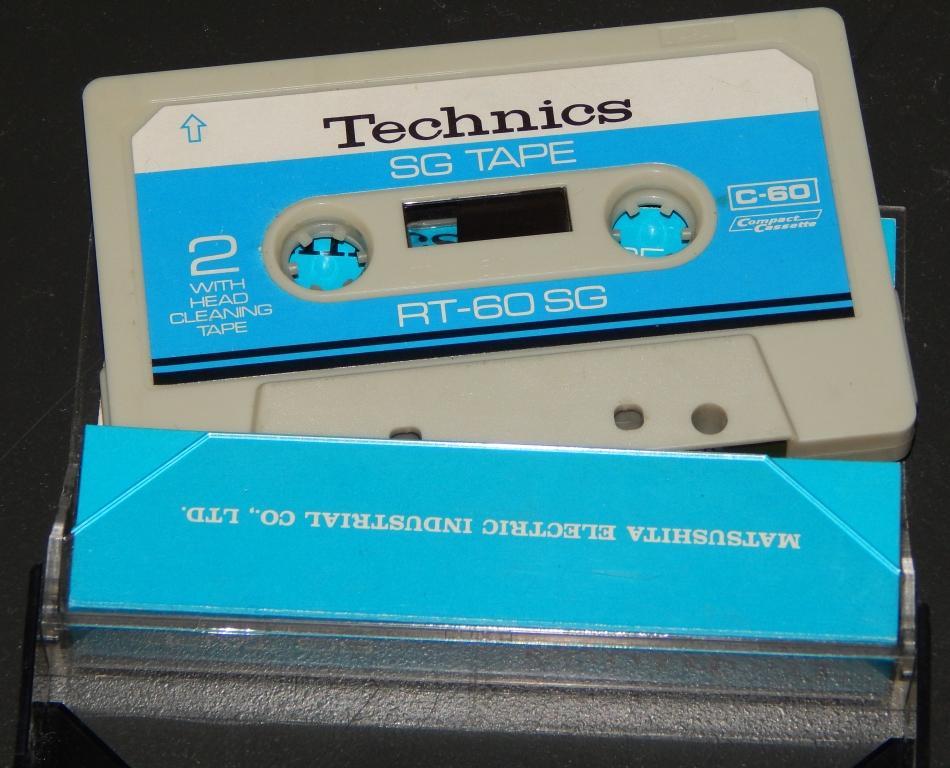 Technics
SG TAPE
C-60
Compact
Cassette
2
WITH
HEAD
CLEANING
TAPE
RT-60 SG
MATSUSHITA ELECTRIC INDUSTRIAL CO., LTD.